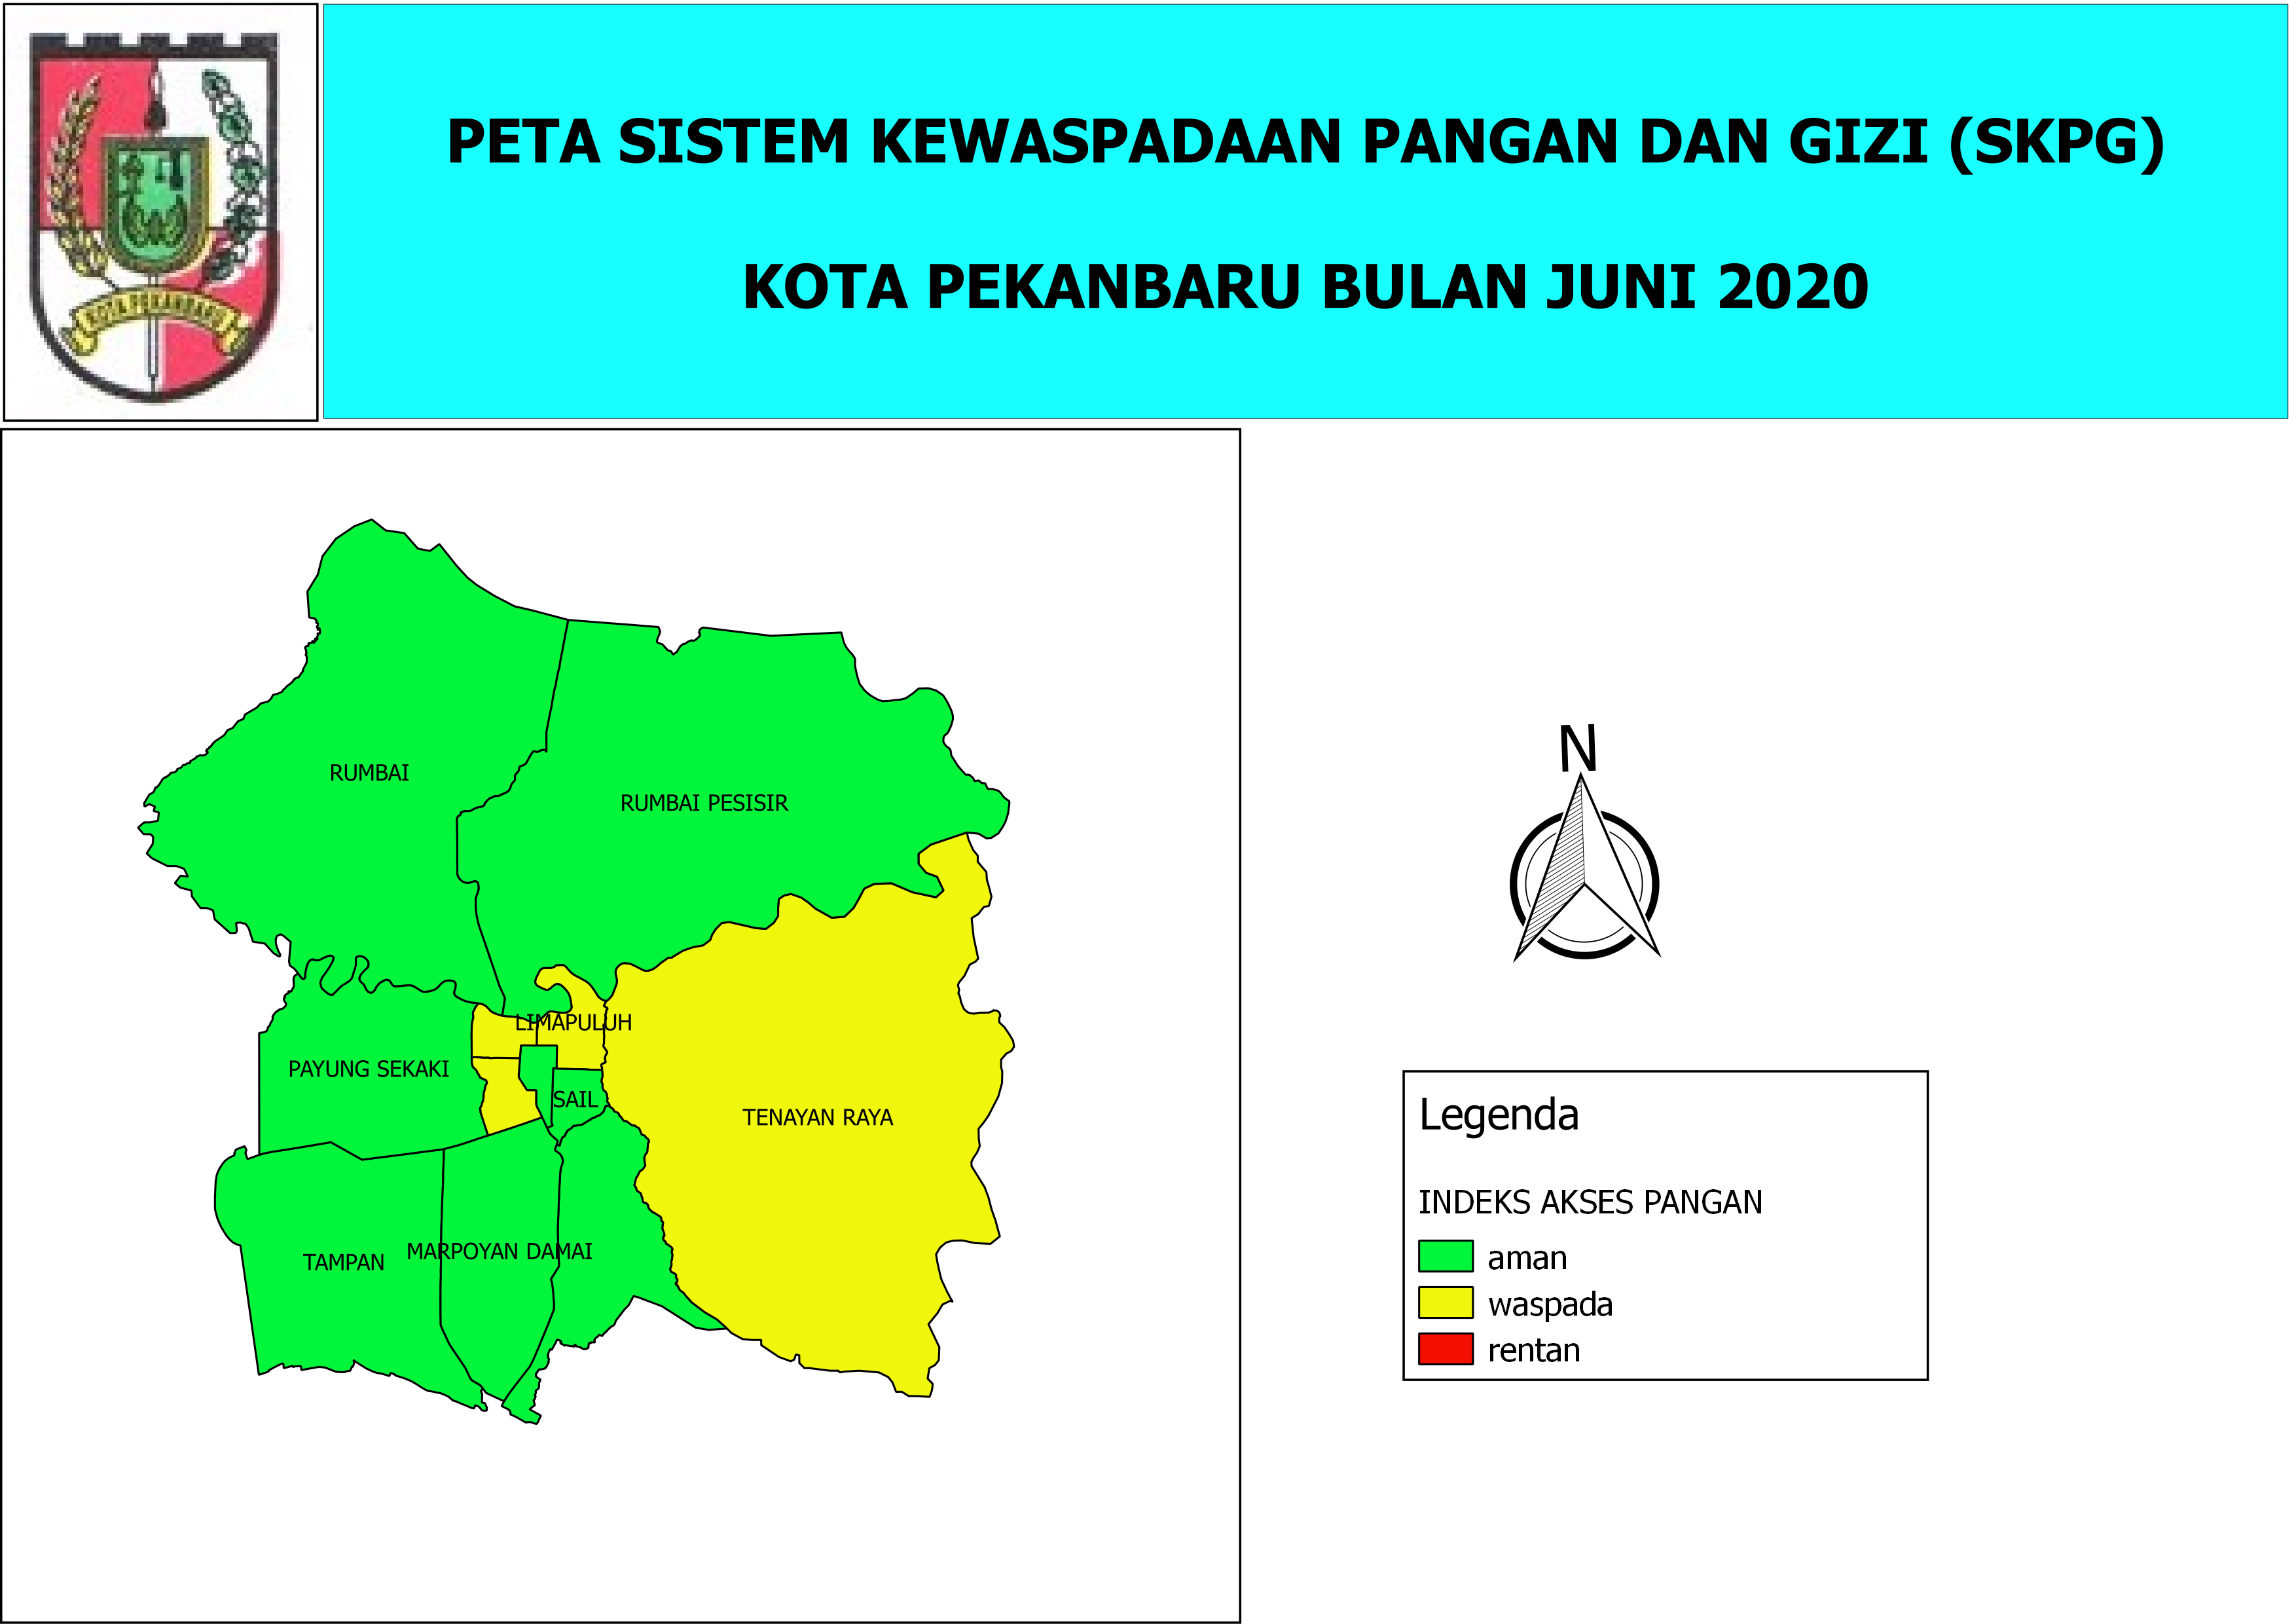 KOTA PEKANBARU
PETA SISTEM KEWASPADAAN PANGAN DAN GIZI (SKPG)
KOTA PEKANBARU BULAN JUNI 2020
RUMBAI
RUMBAI PESISIR
LIMAPULUH
PAYUNG SEKAKI
SAIL
TENAYAN RAYA
MARPOYAN DAMAI
TAMPAN
N
Legenda
INDEKS AKSES PANGAN
aman
waspada
rentan